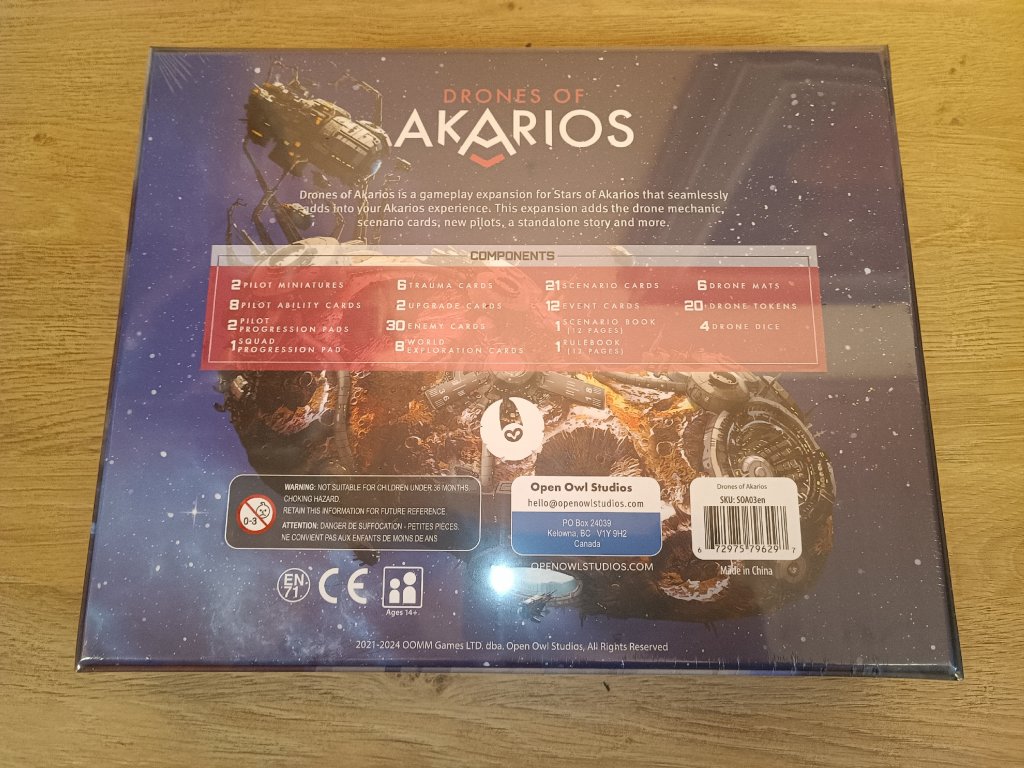 DRONES OF
AKARIOS
Drones of Akarios is a gameplay expansion for Stars of Akarios that seamlessly
adds into your Akarios experience. This expansion adds the drone mechanic,
scenario cards, new pilots, a standalone story and more.
COMPONENTS
2 PILOT MINIATURES
8 PILOT ABILITY CARDS
2 PILOT
PROGRESSION PADS
1 SQUAD
PROGRESSION PAD
6 TRAUMA CARDS
2 UPGRADE CARDS
30 ENEMY CARDS
8 WORLD
EXPLORATION CARDS
21 SCENARIO CARDS
12 EVENT CARDS
1 SCENARIO BOOK
(12 PAGES)
1 RULEBOOK
(12 PAGES)
6 DRONE MATS
20 DRONE TOKENS
4 DRONE DICE
WARNING: NOT SUITABLE FOR CHILDREN UNDER 36 MONTHS.
CHOKING HAZARD.
RETAIN THIS INFORMATION FOR FUTURE REFERENCE.
ATTENTION: DANGER DE SUFFOCATION - PETITES PIÈCES.
NE CONVIENT PAS AUX ENFANTS DE MOINS DE ANS
0-3
Open Owl Studios
hello@openowlstudios.com
PO Box 24039
Kelowna, BC V1Y 9H2
Canada
OPENOWLSTUDIOS.COM
Drones of Akarios
SKU: SOA03en
6 72975 79629 7
Made in China
EN-
71
CE
Ages 14+
2021-2024 OOMM Games LTD. dba. Open Owl Studios, All Rights Reserved